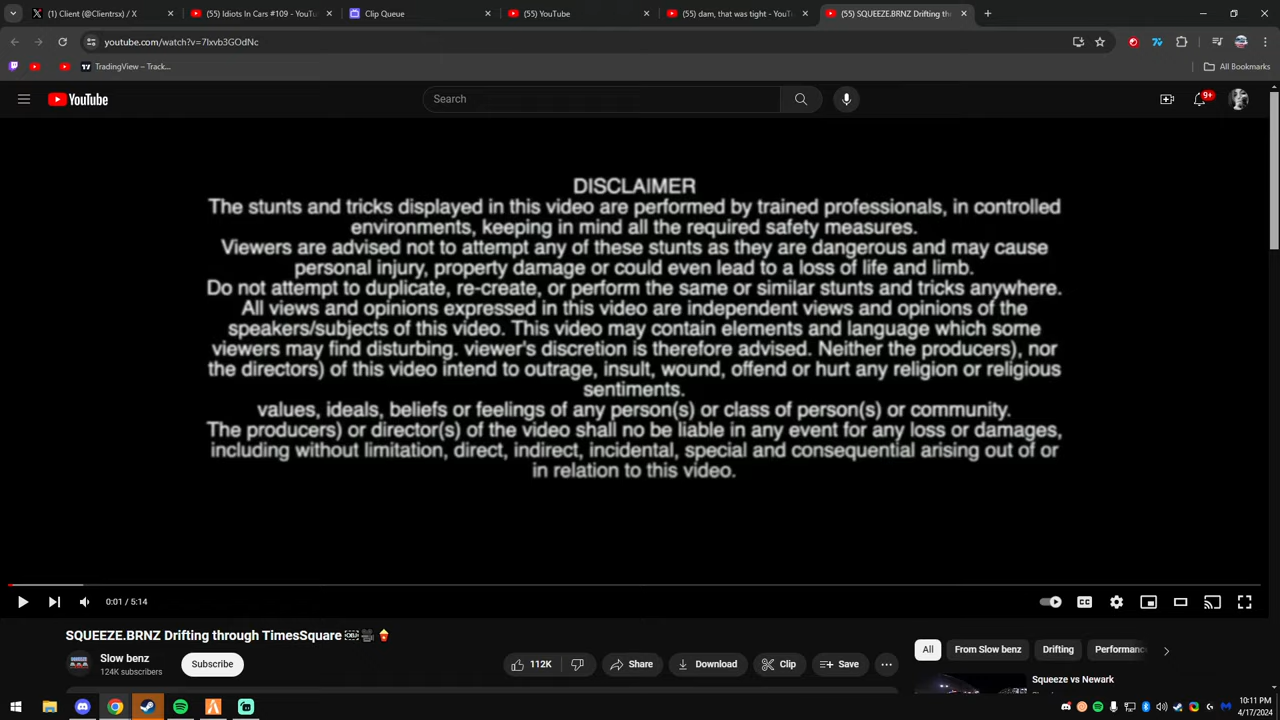 (1) Client (@Clientrsx) / X
(55) Idiots In Cars #109 - YouTu
Clip Queue
(55) YouTube
(55) dam, that was tight - YouT
(55) SQUEEZE.BRNZ Drifting thr
youtube.com/watch?v=7lxvb3GOdNc
TradingView – Track...
All Bookmarks
YouTube
Search
9+
DISCLAIMER
The stunts and tricks displayed in this video are performed by trained professionals, in controlled
environments, keeping in mind all the required safety measures.
Viewers are advised not to attempt any of these stunts as they are dangerous and may cause
personal injury, property damage or could even lead to a loss of life and limb.
Do not attempt to duplicate, re-create, or perform the same or similar stunts and tricks anywhere.
All views and opinions expressed in this video are independent views and opinions of the
speakers/subjects of this video. This video may contain elements and language which some
viewers may find disturbing. viewer's discretion is therefore advised. Neither the producers), nor
the directors) of this video intend to outrage, insult, wound, offend or hurt any religion or religious
sentiments.
values, ideals, beliefs or feelings of any person(s) or class of person(s) or community.
The producers) or director(s) of the video shall no be liable in any event for any loss or damages,
including without limitation, direct, indirect, incidental, special and consequential arising out of or
in relation to this video.
0:01 / 5:14
SQUEEZE.BRNZ Drifting through TimesSquare
Slow benz
124K subscribers
Subscribe
112K
Share
Download
Clip
Save
All
From Slow benz
Drifting
Performanc
Squeeze vs Newark
10:11 PM
4/17/2024